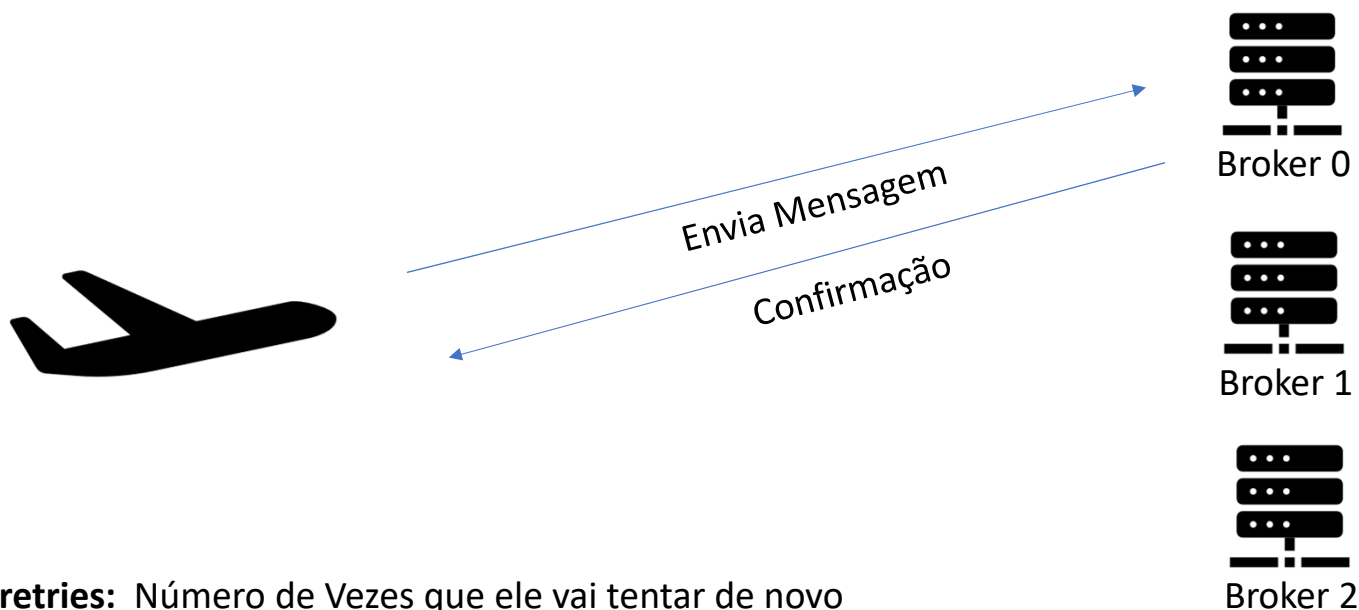 Broker 0
Envia Mensagem
Confirmação
Broker 1
retries: Número de Vezes que ele vai tentar de novo
Broker 2